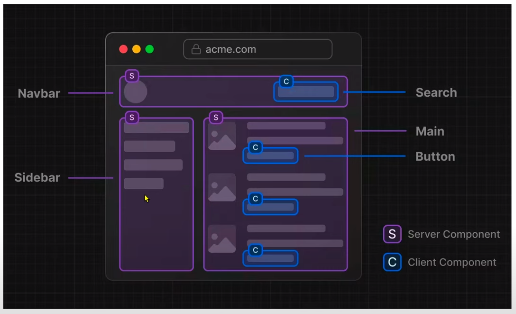 acme.com
S
C
Navbar
Search
S
S
Main
C
Button
Sidebar
C
S Server Component
C
C Client Component